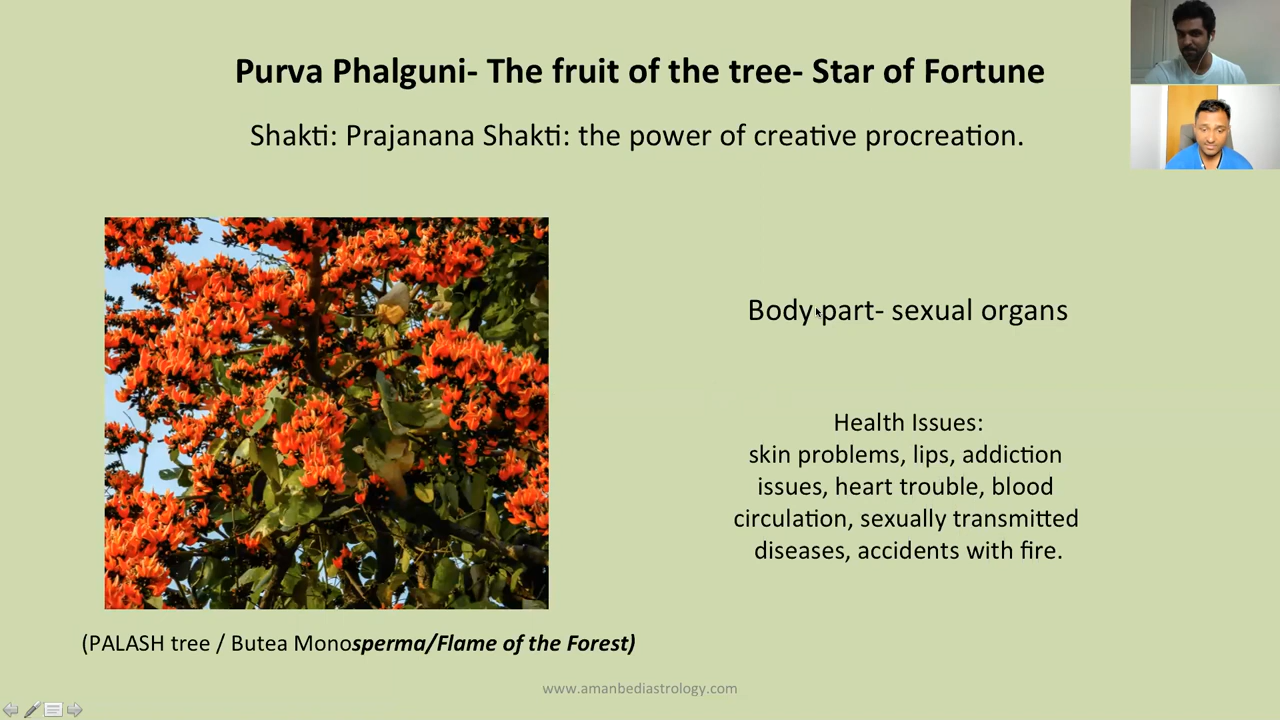 Purva Phalguni- The fruit of the tree- Star of Fortune
Shakti: Prajanana Shakti: the power of creative procreation.
Body part- sexual organs
Health Issues:
skin problems, lips, addiction
issues, heart trouble, blood
circulation, sexually transmitted
diseases, accidents with fire.
(PALASH tree / Butea Monosperma/Flame of the Forest)
www.amanbediastrology.com